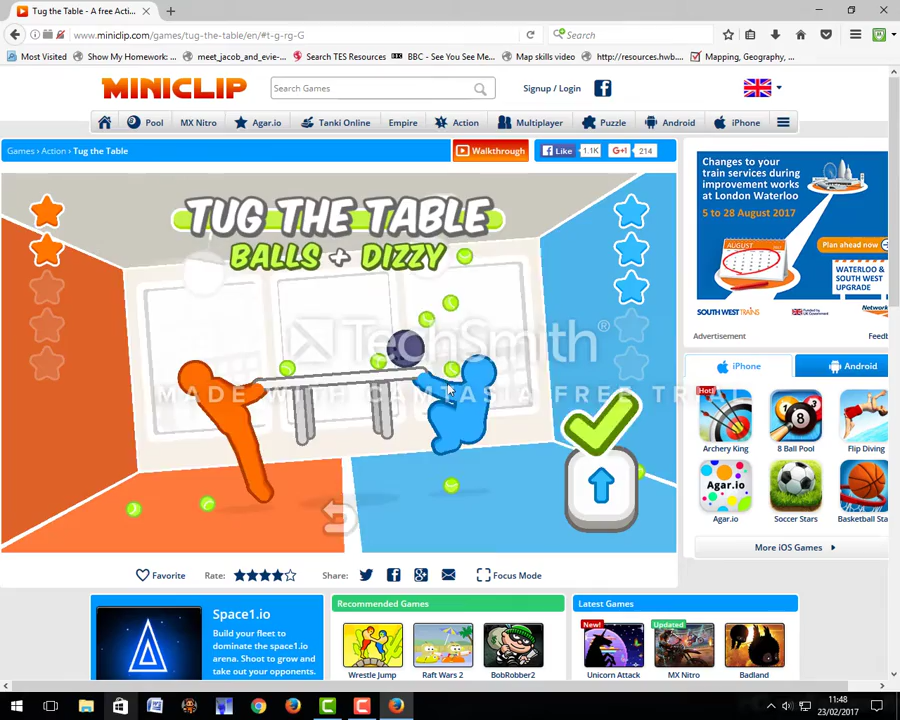 Tug the Table - A free Acti...
www.miniclip.com/games/tug-the-table/en/#t-g-rg-G
Search
Most Visited
Show My Homework: ...
meet_jacob_and_evie-...
Search TES Resources
BBC - See You See Me...
Map skills video
http://resources.hwb....
Mapping, Geography,...
MINICLIP
Search Games
Signup / Login
Pool
MX Nitro
Agar.io
Tanki Online
Empire
Action
Multiplayer
Puzzle
Android
iPhone
Games › Action › Tug the Table
Walkthrough
Like
1.1K
G+1
214
TUG THE TABLE
BALLS + DIZZY
TechSmith®
MADE WITH CAMTASIA FREE TRIAL
Changes to your
train services during
improvement works
at London Waterloo
5 to 28 August 2017
AUGUST
Plan ahead now
WATERLOO &
SOUTH WEST
UPGRADE
SOUTH WEST TRAINS
Advertisement
Feedb
iPhone
Android
Hot!
Archery King
8 Ball Pool
Flip Diving
Agar.io
Agar.io
Soccer Stars
Basketball Sta
More iOS Games
Favorite
Rate:
Share:
Focus Mode
Space1.io
Build your fleet to
dominate the space1.io
arena. Shoot to grow and
take out your opponents.
Recommended Games
Wrestle Jump
Raft Wars 2
BobRobber2
Latest Games
New!
Updated
Unicorn Attack
MX Nitro
Badland
11:48
23/02/2017